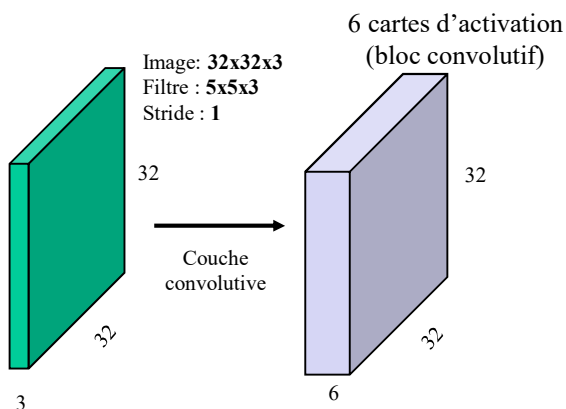 6 cartes d’activation
(bloc convolutif)
Image: 32x32x3
Filtre : 5x5x3
Stride : 1
32
32
3
Couche
convolutive
32
32
6